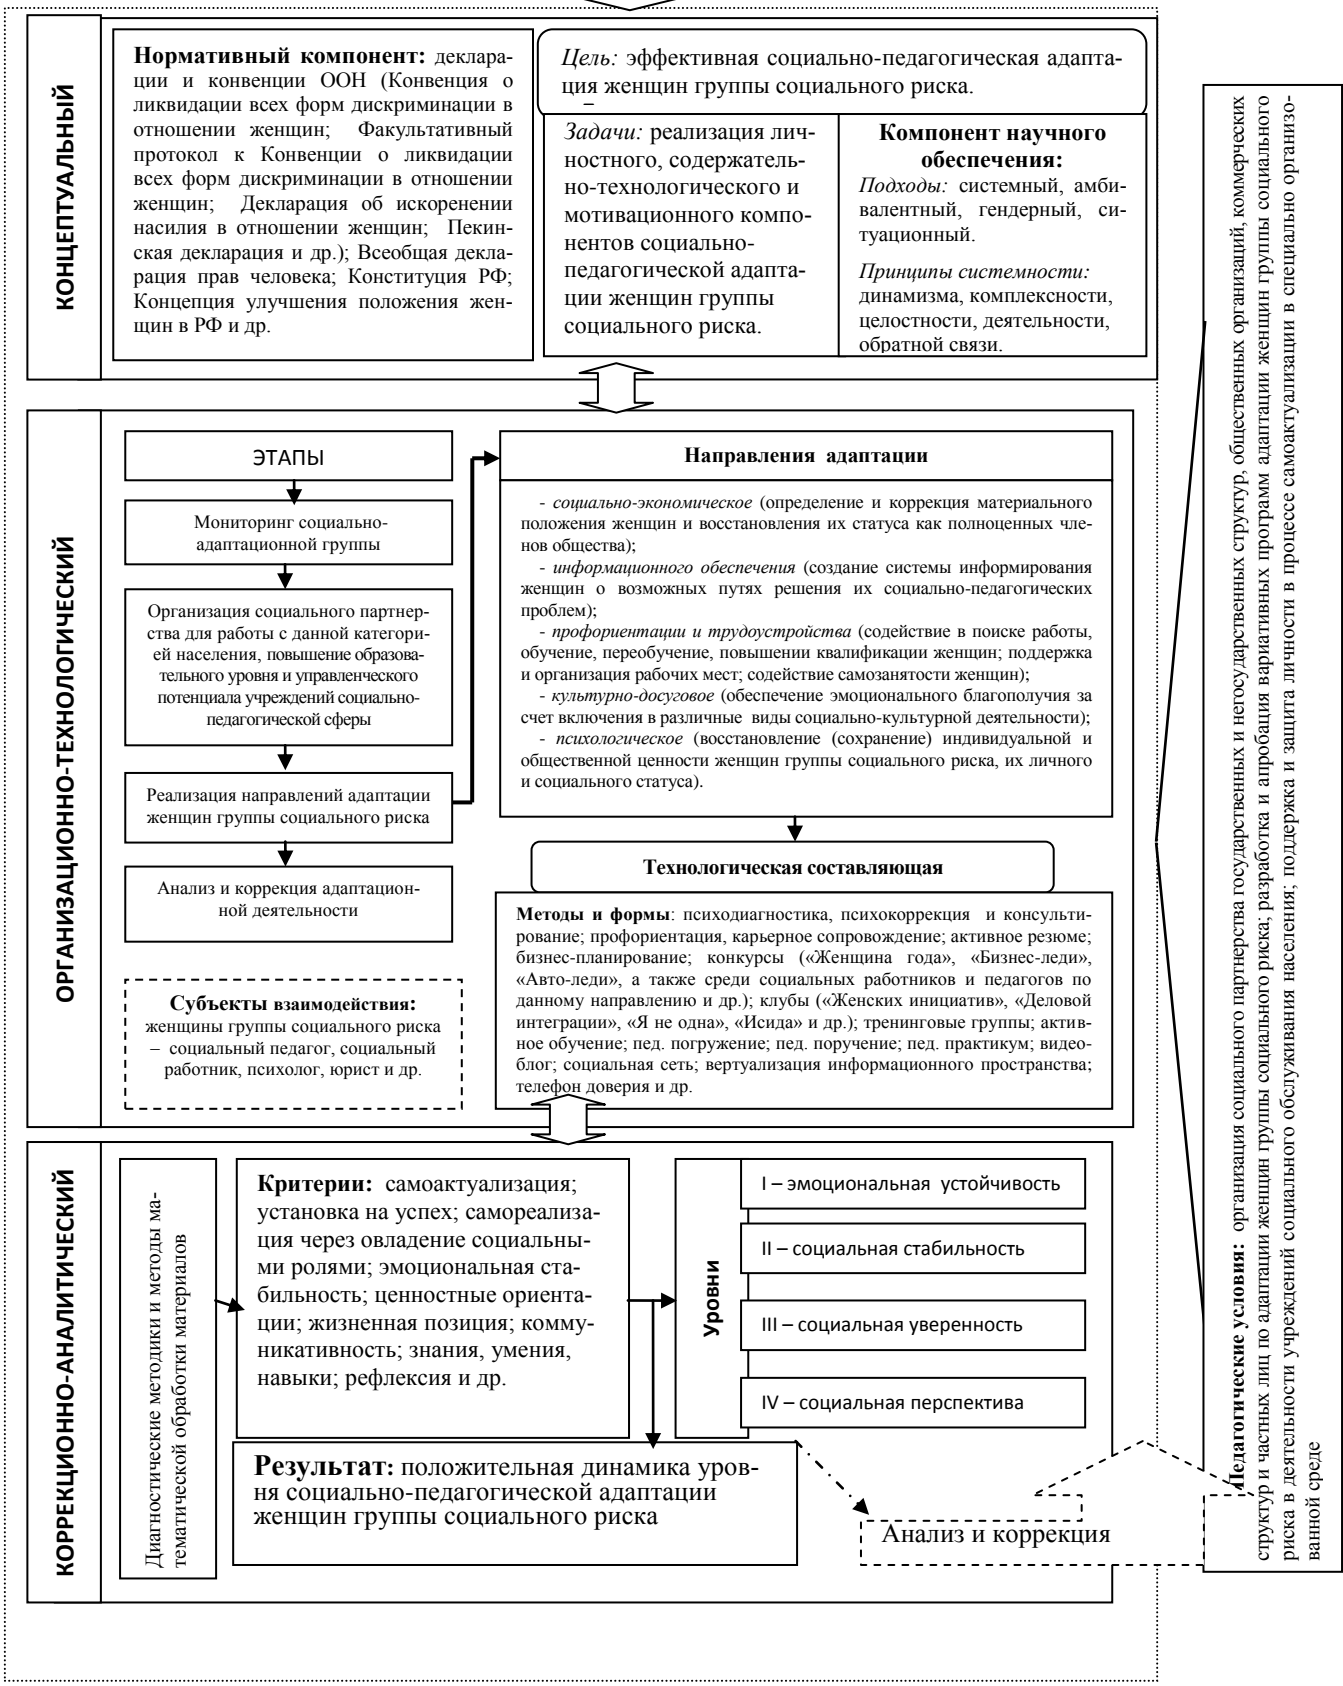 КОНЦЕПТУАЛЬНЫЙ
Нормативный компонент: деклара-
ции и конвенции ООН (Конвенция о
ликвидации всех форм дискриминации в
отношении женщин; Факультативный
протокол к Конвенции о ликвидации
всех форм дискриминации в отношении
женщин; Декларация об искоренении
насилия в отношении женщин; Пекин-
ская декларация и др.); Всеобщая декла-
рация прав человека; Конституция РФ;
Концепция улучшения положения жен-
щин в РФ и др.
Цель: эффективная социально-педагогическая адапта-
ция женщин группы социального риска.
Задачи: реализация лич-
ностного, содержатель-
но-технологического и
мотивационного компо-
нентов социально-
педагогической адапта-
ции женщин группы
социального риска.
Компонент научного
обеспечения:
Подходы: системный, амби-
валентный, гендерный, си-
туационный.
Принципы системности:
динамизма, комплексности,
целостности, деятельности,
обратной связи.
ОРГАНИЗАЦИОННО-ТЕХНОЛОГИЧЕСКИЙ
ЭТАПЫ
Мониторинг социально-
адаптационной группы
Организация социального партнер-
ства для работы с данной категори-
ей населения, повышение образова-
тельного уровня и управленческого
потенциала учреждений социально-
педагогической сферы
Реализация направлений адаптации
женщин группы социального риска
Анализ и коррекция адаптацион-
ной деятельности
Субъекты взаимодействия:
женщины группы социального риска
– социальный педагог, социальный
работник, психолог, юрист и др.
Направления адаптации
- социально-экономическое (определение и коррекция материального
положения женщин и восстановления их статуса как полноценных чле-
нов общества);
- информационного обеспечения (создание системы информирования
женщин о возможных путях решения их социально-педагогических
проблем);
- профориентации и трудоустройства (содействие в поиске работы,
обучение, переобучение, повышении квалификации женщин; поддержка
и организация рабочих мест; содействие самозанятости женщин);
- культурно-досуговое (обеспечение эмоционального благополучия за
счет включения в различные виды социально-культурной деятельности);
- психологическое (восстановление (сохранение) индивидуальной и
общественной ценности женщин группы социального риска, их личного
и социального статуса).
Технологическая составляющая
Методы и формы: психодиагностика, психокоррекция и консульти-
рование; профориентация, карьерное сопровождение; активное резюме;
бизнес-планирование; конкурсы («Женщина года», «Бизнес-леди»,
«Авто-леди», а также среди социальных работников и педагогов по
данному направлению и др.); клубы («Женских инициатив», «Деловой
интеграции», «Я не одна», «Исида» и др.); тренинговые группы; актив-
ное обучение; пед. погружение; пед. поручение; пед. практикум; видео-
блог; социальная сеть; вертуализация информационного пространства;
телефон доверия и др.
КОРРЕКЦИОННО-АНАЛИТИЧЕСКИЙ
Диагностические методики и методы ма-
тематической обработки материалов
Критерии: самоактуализация;
установка на успех; самореализа-
ция через овладение социальны-
ми ролями; эмоциональная ста-
бильность; ценностные ориента-
ции; жизненная позиция; комму-
никативность; знания, умения,
навыки; рефлексия и др.
Уровни
I – эмоциональная устойчивость
II – социальная стабильность
III – социальная уверенность
IV – социальная перспектива
Результат: положительная динамика уров-
ня социально-педагогической адаптации
женщин группы социального риска
Анализ и коррекция
Педагогические условия: организация социального партнерства государственных и негосударственных структур, общественных организаций, коммерческих
структур и частных лиц по адаптации женщин группы социального риска; разработка и апробация вариативных программ адаптации женщин группы социального
риска в деятельности учреждений социального обслуживания населения; поддержка и защита личности в процессе самоактуализации в специально организо-
ванной среде